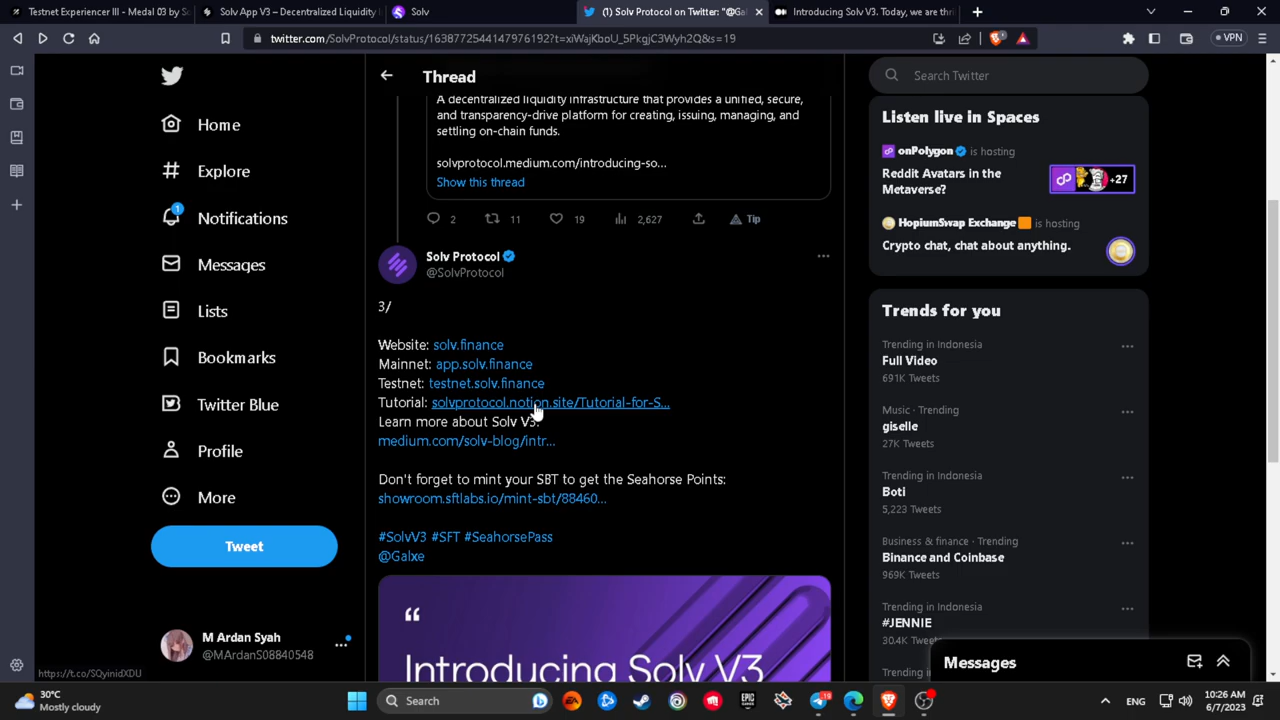 Testnet Experiencer III - Medal 03 by S
Solv App V3 – Decentralized Liquidity
Solv
(1) Solv Protocol on Twitter: "@Gal
Introducing Solv V3. Today, we are thri
twitter.com/SolvProtocol/status/1638772544147976192?t=xiWajKboU_5PkgjC3Wyh2Q&s=19
VPN
Home
Explore
1
Notifications
Messages
Lists
Bookmarks
Twitter Blue
Profile
More
Tweet
M Ardan Syah
@MArdanS08840548
https://t.co/SQyinidXDU
Thread
A decentralized liquidity infrastructure that provides a unified, secure,
and transparency-drive platform for creating, issuing, managing, and
settling on-chain funds.
solvprotocol.medium.com/introducing-so...
Show this thread
2
11
19
2,627
Tip
Solv Protocol
@SolvProtocol
3/
Website: solv.finance
Mainnet: app.solv.finance
Testnet: testnet.solv.finance
Tutorial: solvprotocol.notion.site/Tutorial-for-S...
Learn more about Solv V3:
medium.com/solv-blog/intr...
Don't forget to mint your SBT to get the Seahorse Points:
showroom.sftlabs.io/mint-sbt/88460...
#SolvV3 #SFT #SeahorsePass
@Galxe
“
Introducing Solv V3
Search Twitter
Listen live in Spaces
onPolygon is hosting
Reddit Avatars in the
Metaverse?
+27
HopiumSwap Exchange is hosting
Crypto chat, chat about anything.
Trends for you
Trending in Indonesia
Full Video
691K Tweets
Music · Trending
giselle
27K Tweets
Trending in Indonesia
Boti
5,223 Tweets
Business & finance · Trending
Binance and Coinbase
969K Tweets
Trending in Indonesia
#JENNIE
30.4K Tweets
Trending i
Messages
30°C
Mostly cloudy
Search
EPIC
GAMES
19
ENG
10:26 AM
6/7/2023